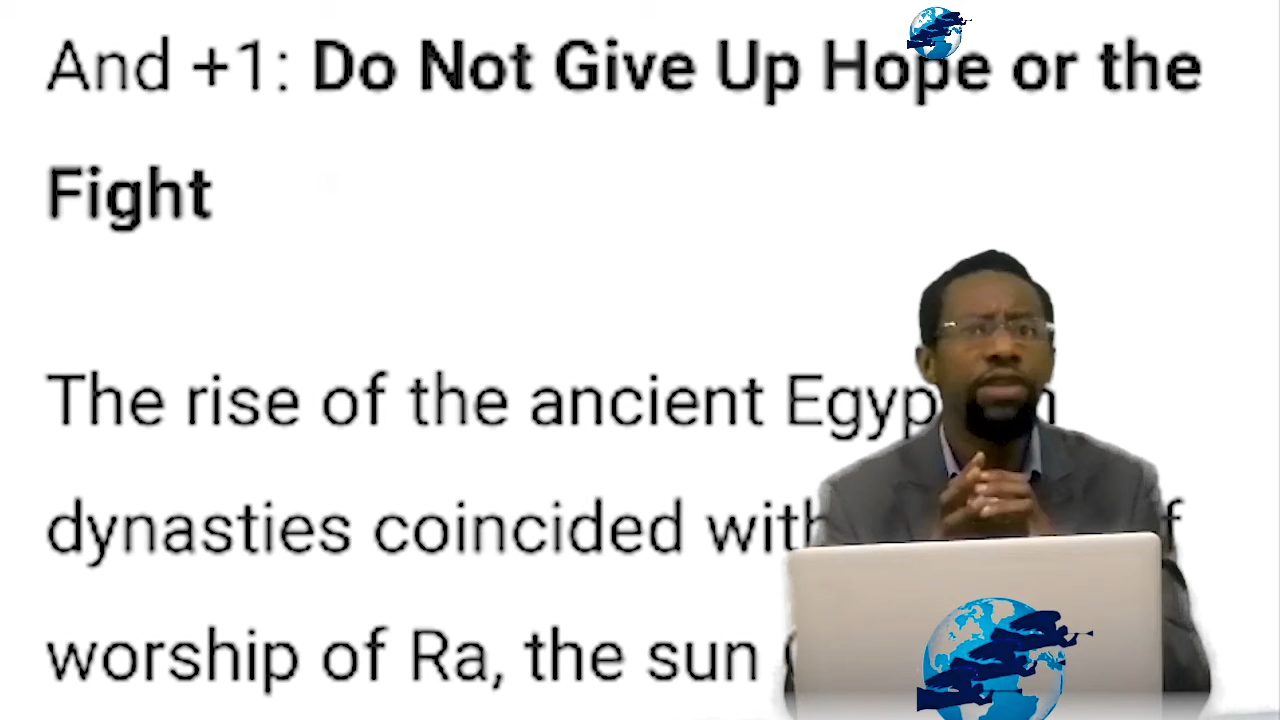 And +1: Do Not Give Up Hope or the
Fight
The rise of the ancient
dynasties coincided with
worship of Ra, the sun